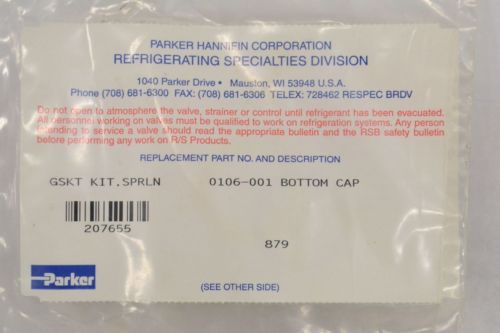 PARKER HANNIFIN CORPORATION
REFRIGERATING SPECIALTIES DIVISION
1040 Parker Drive • Mauston, WI 53948 U.S.A.
Phone (708) 681-6300 FAX: (708) 681-6306 TELEX: 728462 RESPEC BRDV
Do not open to atmosphere the valve, strainer or control until refrigerant has been evacuated.
All personnel working on valves must be qualified to work on refrigeration systems. Any person
intending to service a valve should read the appropriate bulletin and the RSB safety bulletin
before performing any work on R/S Products.
REPLACEMENT PART NO. AND DESCRIPTION
GSKT KIT.SPRLN 0106-001 BOTTOM CAP
207655
879
Parker
(SEE OTHER SIDE)